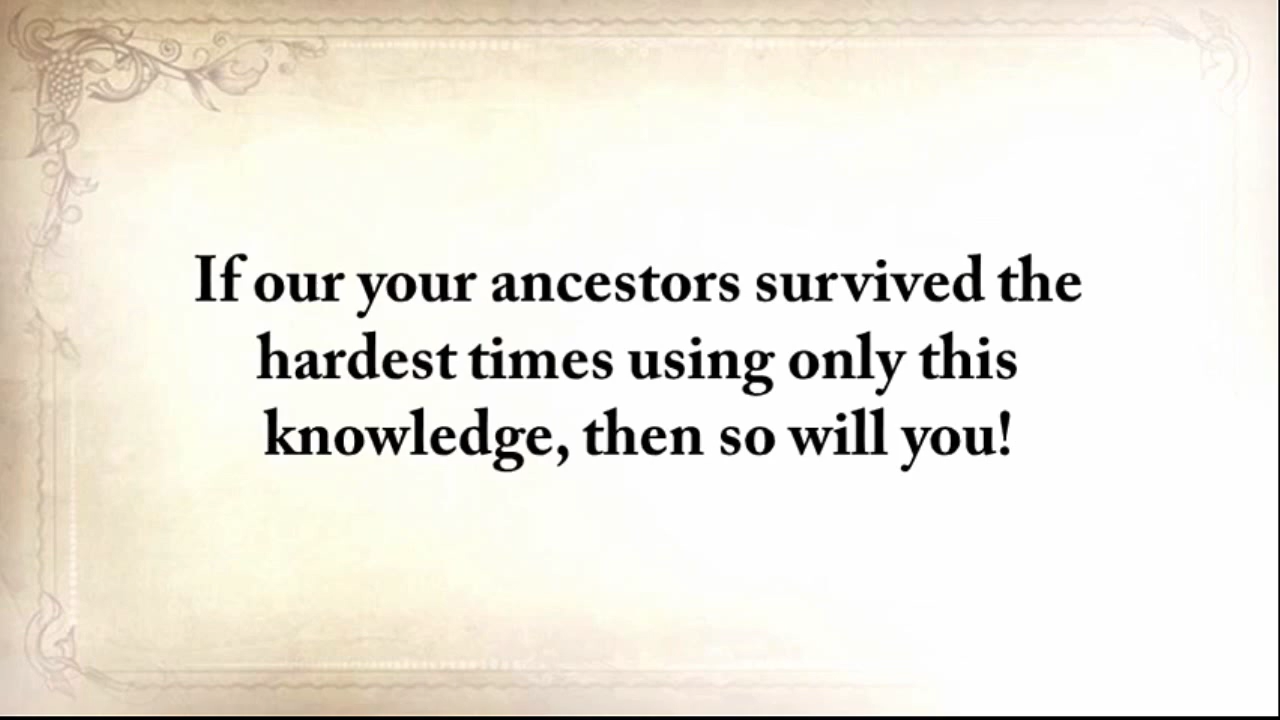 If our your ancestors survived the
hardest times using only this
knowledge, then so will you!